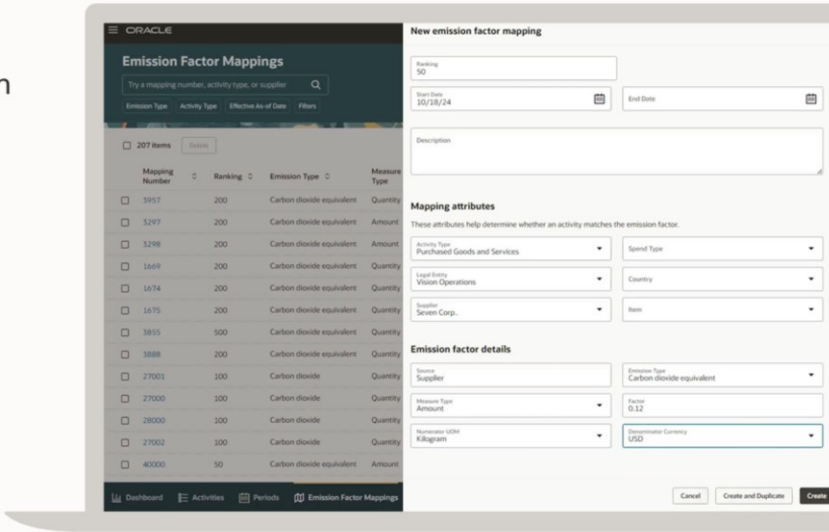 n
ORACLE
Emission Factor Mappings
Try a mapping number, activity type, or supplier
Emission Type Activity Type Effective As of Date Filters
207 items Delete
Mapping Number Ranking Emission Type Measure Type
3957 200 Carbon dioxide equivalent Quantity
5297 200 Carbon dioxide equivalent Amount
5298 200 Carbon dioxide equivalent Amount
1669 200 Carbon dioxide equivalent Quantity
1674 200 Carbon dioxide equivalent Quantity
1675 200 Carbon dioxide equivalent Quantity
3855 500 Carbon dioxide equivalent Quantity
3888 200 Carbon dioxide equivalent Quantity
27001 100 Carbon dioxide Quantity
27000 100 Carbon dioxide Quantity
28000 100 Carbon dioxide Quantity
27002 100 Carbon dioxide Quantity
40000 50 Carbon dioxide equivalent Amount
Dashboard Activities Periods Emission Factor Mappings
New emission factor mapping
Ranking
50
Start Date
10/18/24
End Date
Description
Mapping attributes
These attributes help determine whether an activity matches the emission factor.
Activity Type
Purchased Goods and Services
Spend Type
Legal Entity
Vision Operations
Country
Supplier
Seven Corp..
Item
Emission factor details
Source
Supplier
Emission Type
Carbon dioxide equivalent
Measure Type
Amount
Factor
0.12
Numerator UOM
Kilogram
Denominator Currency
USD
Cancel Create and Duplicate Create